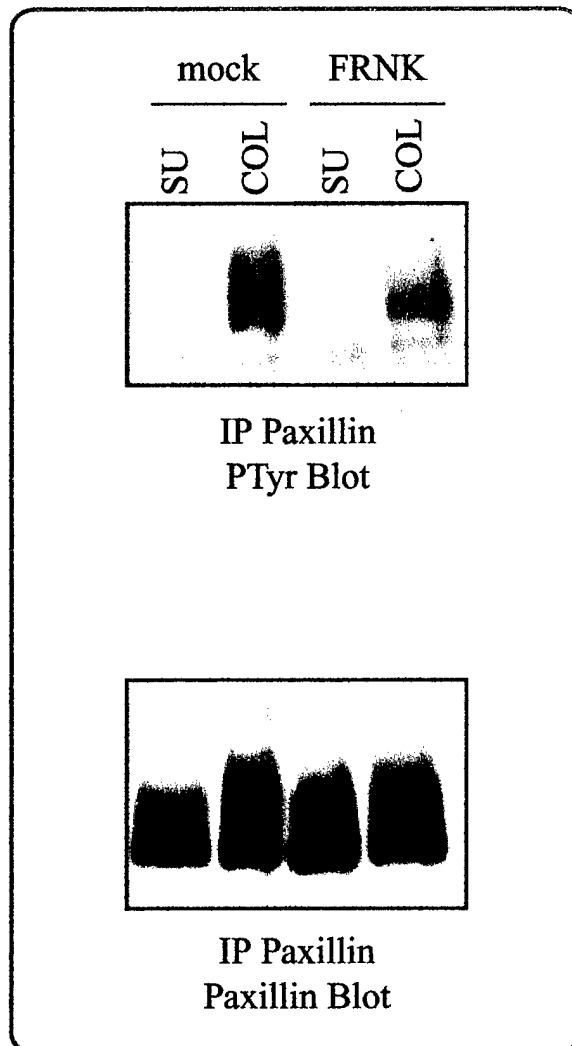 mock FRNK
SU COL SU COL
IP Paxillin
PTyr Blot
IP Paxillin
Paxillin Blot